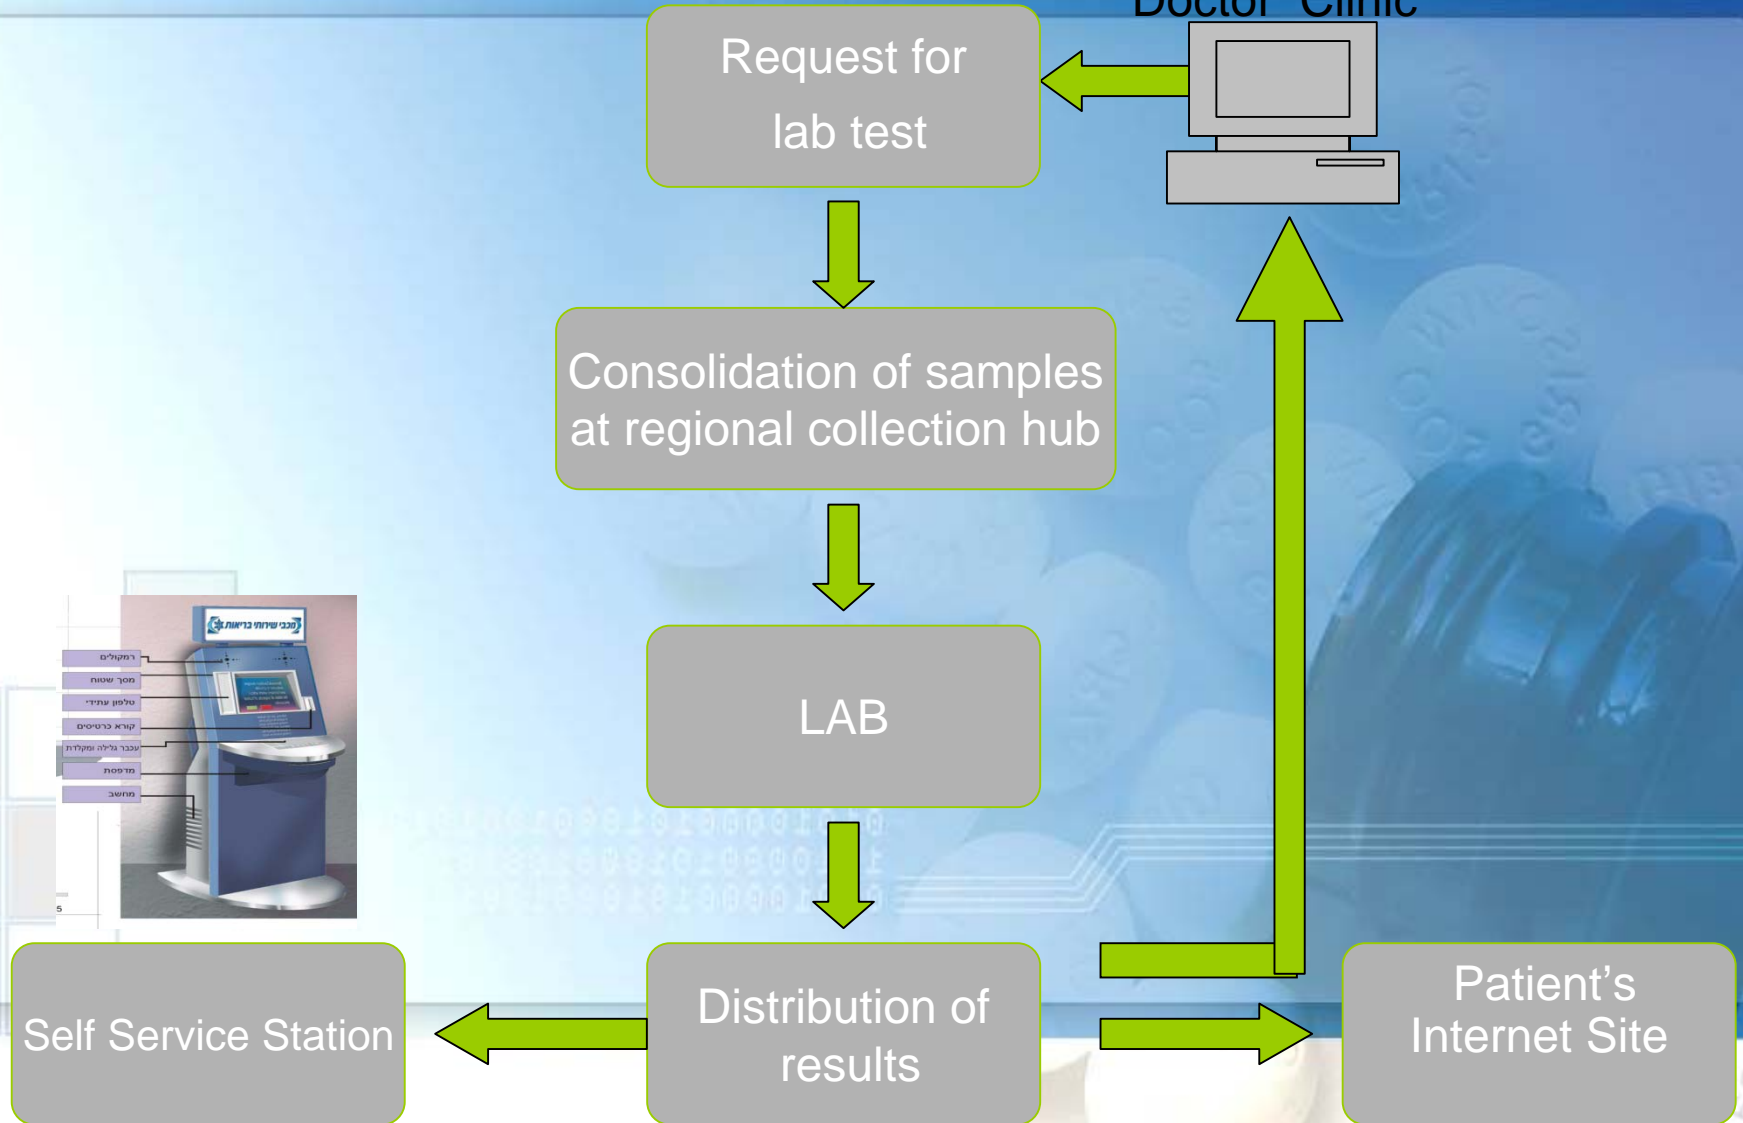 Doctor Clinic
Request for
lab test
Consolidation of samples
at regional collection hub
LAB
מכבי שירותי בריאות
רמקולים
מסך שטוח
טלפון עתידי
קורא כרטיסים
עכבר גלילה ומקלדת
מדפסת
מחשב
5
Self Service Station
Distribution of
results
Patient’s
Internet Site